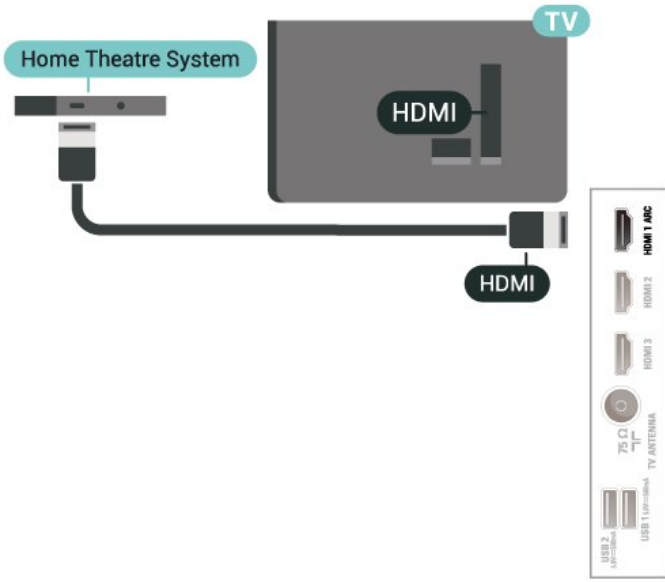 TV
Home Theatre System
HDMI
HDMI
HDMI 1 ARC
HDMI 2
HDMI 3
75 Ω
TV ANTENNA
USB 1
USB 2